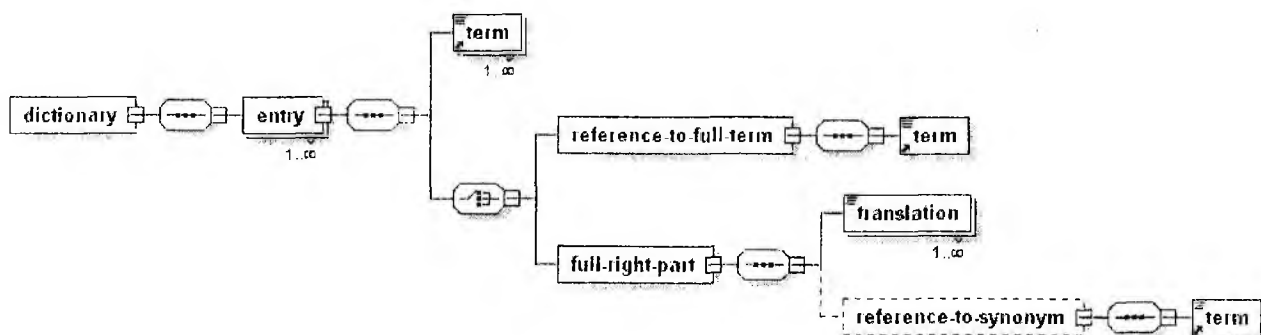 term
1..∞
dictionary
entry
1..∞
reference-to-full-term
term
translation
1..∞
full-right-part
reference-to-synonym
term